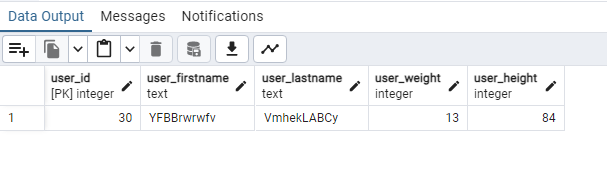 Data Output Messages Notifications
user_id user_firstname user_lastname user_weight user_height
[PK] integer text text integer integer
1 30 YFBBrwrwfv VmhekLABCy 13 84